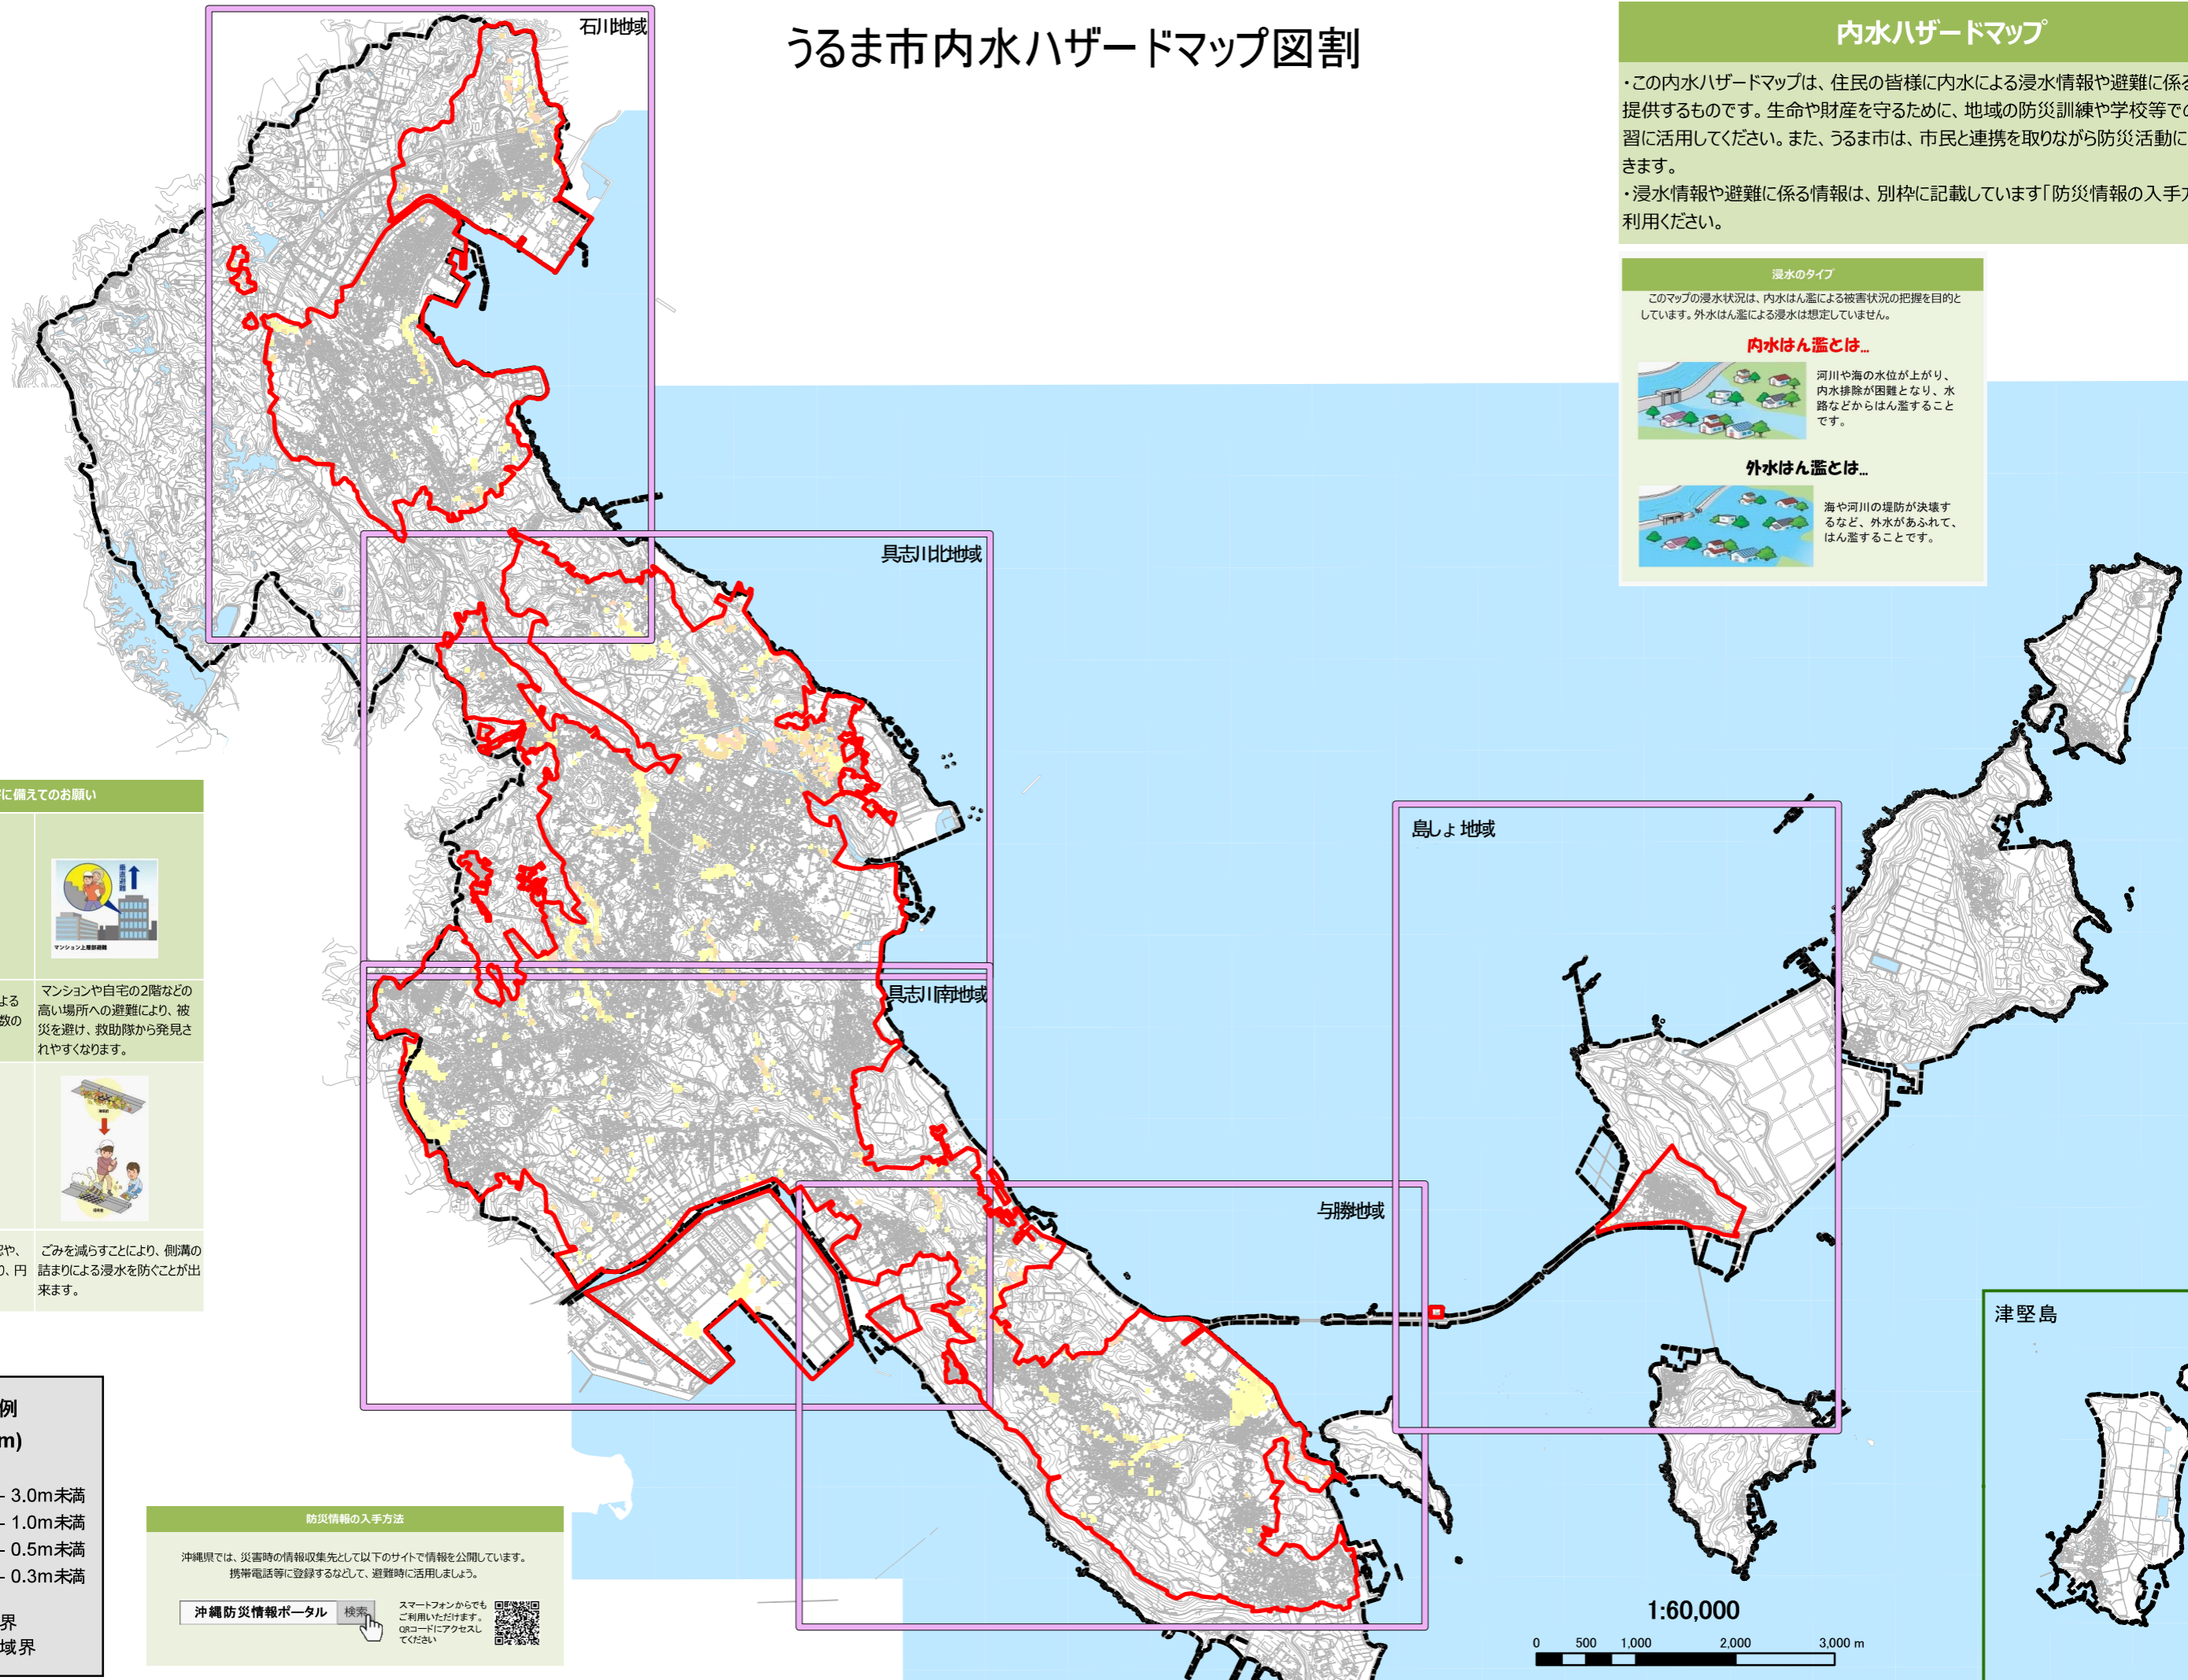 うるま市内水ハザードマップ図割
石川地域
具志川北地域
具志川南地域
与勝地域
島しょ地域
津堅島
内水ハザードマップ
・この内水ハザードマップは、住民の皆様に内水による浸水情報や避難に係る
提供するものです。生命や財産を守るために、地域の防災訓練や学校等での
習に活用してください。また、うるま市は、市民と連携を取りながら防災活動に
きます。
・浸水情報や避難に係る情報は、別枠に記載しています「防災情報の入手方
利用ください。
浸水のタイプ
このマップの浸水状況は、内水はん濫による被害状況の把握を目的と
しています。外水はん濫による浸水は想定していません。
内水はん濫とは…
河川や海の水位が上がり、
内水排除が困難となり、水
路などからはん濫すること
です。
外水はん濫とは…
海や河川の堤防が決壊す
るなど、外水があふれて、
はん濫することです。
に備えてのお願い
垂直避難
マンション上層部避難
よる
数の
マンションや自宅の2階などの
高い場所への避難により、被
災を避け、救助隊から発見さ
れやすくなります。
や、
り、円
ごみを減らすことにより、側溝の
詰まりによる浸水を防ぐことが出
来ます。
例
m)
- 3.0m未満
- 1.0m未満
- 0.5m未満
- 0.3m未満
界
域界
防災情報の入手方法
沖縄県では、災害時の情報収集先として以下のサイトで情報を公開しています。
携帯電話等に登録するなどして、避難時に活用しましょう。
沖縄防災情報ポータル 検索
スマートフォンからでも
ご利用いただけます。
QRコードにアクセスし
てください
1:60,000
0 500 1,000 2,000 3,000 m